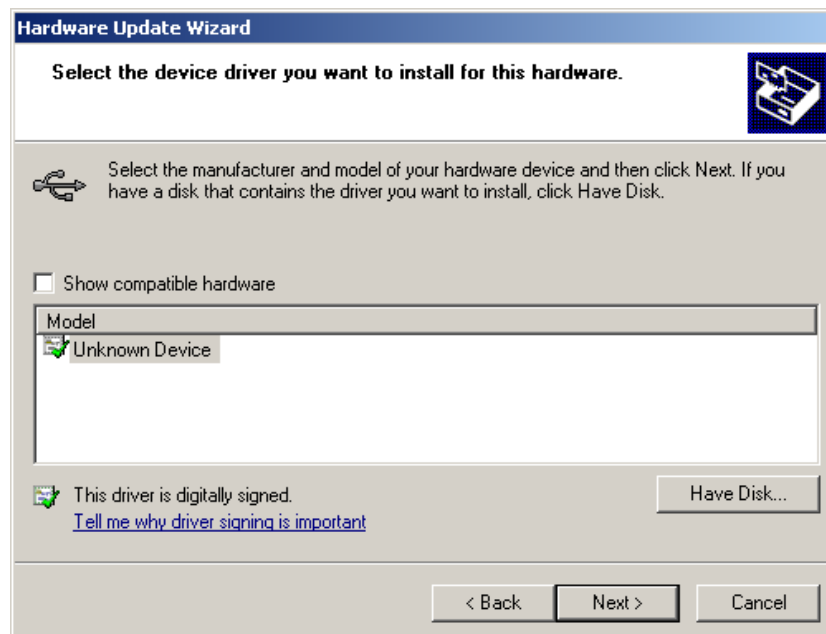 Hardware Update Wizard
Select the device driver you want to install for this hardware.
Select the manufacturer and model of your hardware device and then click Next. If you
have a disk that contains the driver you want to install, click Have Disk.
Show compatible hardware
Model
Unknown Device
This driver is digitally signed.
Have Disk...
Tell me why driver signing is important
< Back
Next >
Cancel